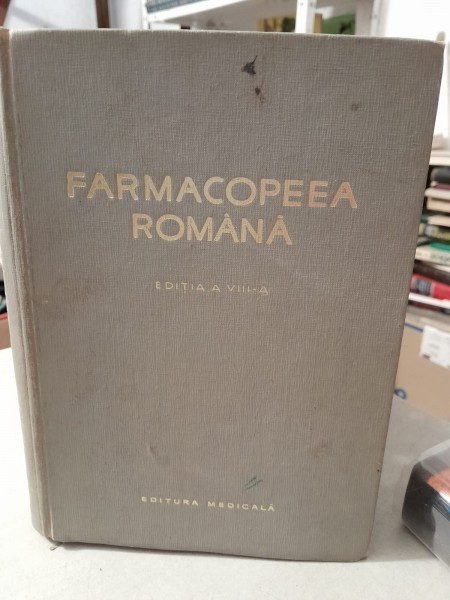 FARMACOPEEA
ROMÂNĂ
EDIȚIA A VIII-A
EDITURA MEDICALĂ